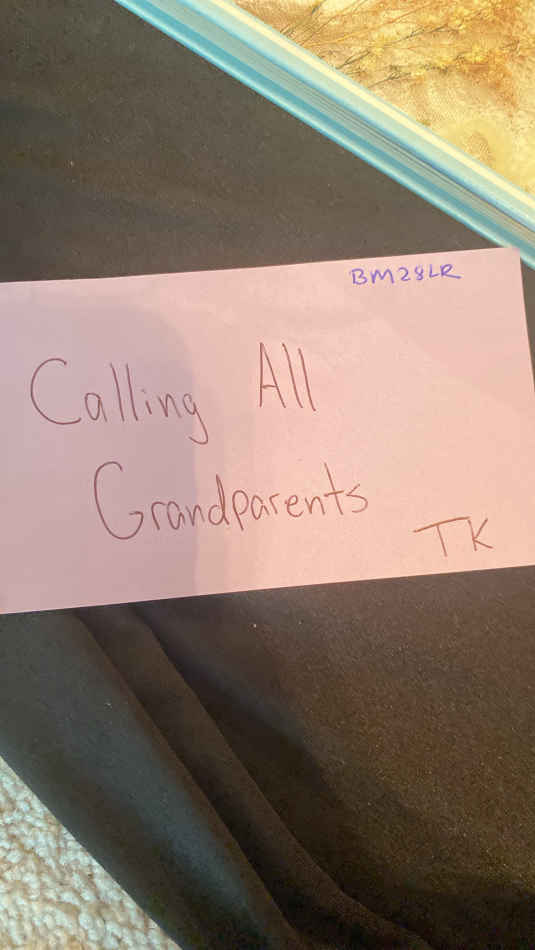 BM28LR
Calling All
Grandparents
TK